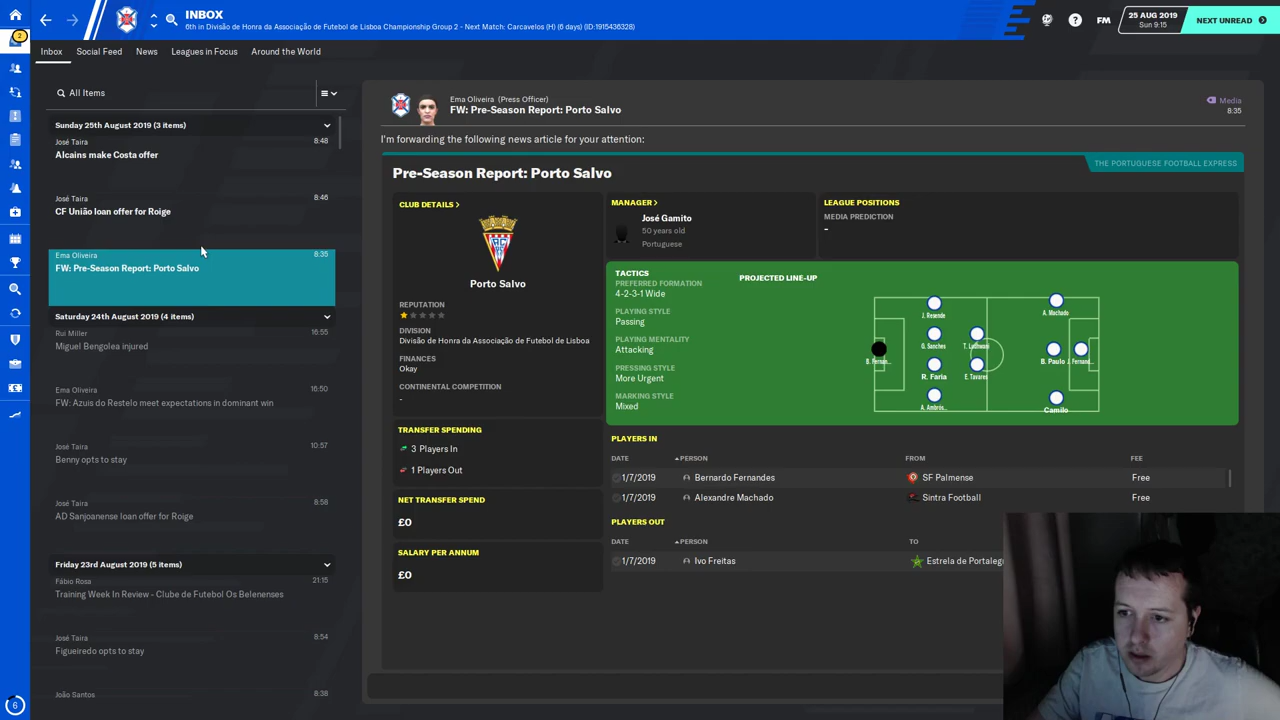 INBOX
6th in Divisão de Honra da Associação de Futebol de Lisboa Championship Group 2 - Next Match: Carcavelos (H) (6 days) (ID:1915436328)
FM
25 AUG 2019
SUN 9:15
NEXT UNREAD
2
Inbox
Social Feed
News
Leagues in Focus
Around the World
All Items
Sunday 25th August 2019 (3 items)
José Taira 8:48
Alcains make Costa offer
José Taira 8:46
CF União loan offer for Roige
Ema Oliveira 8:35
FW: Pre-Season Report: Porto Salvo
Saturday 24th August 2019 (4 items)
Rui Miller 16:55
Miguel Bengolea injured
Ema Oliveira 16:50
FW: Azuis do Restelo meet expectations in dominant win
José Taira 10:57
Benny opts to stay
José Taira 8:58
AD Sanjoanense loan offer for Roige
Friday 23rd August 2019 (5 items)
Fábio Rosa 21:15
Training Week In Review - Clube de Futebol Os Belenenses
José Taira 8:54
Figueiredo opts to stay
João Santos 8:38
6
Ema Oliveira (Press Officer)
FW: Pre-Season Report: Porto Salvo
Media
8:35
I'm forwarding the following news article for your attention:
THE PORTUGUESE FOOTBALL EXPRESS
Pre-Season Report: Porto Salvo
CLUB DETAILS >
Porto Salvo
REPUTATION
DIVISION
Divisão de Honra da Associação de Futebol de Lisboa
FINANCES
Okay
CONTINENTAL COMPETITION
-
TRANSFER SPENDING
3 Players In
1 Players Out
NET TRANSFER SPEND
£0
SALARY PER ANNUM
£0
MANAGER >
José Gamito
50 years old
Portuguese
LEAGUE POSITIONS
MEDIA PREDICTION
-
TACTICS
PREFERRED FORMATION
4-2-3-1 Wide
PLAYING STYLE
Passing
PLAYING MENTALITY
Attacking
PRESSING STYLE
More Urgent
MARKING STYLE
Mixed
PROJECTED LINE-UP
J. Resende
A. Machado
G. Sanches
B. Fernan...
B. Paulo
J. Fernand...
R. Faria
E. Tavares
A. Ambrós...
Camilo
PLAYERS IN
DATE PERSON FROM FEE
1/7/2019 Bernardo Fernandes SF Palmense Free
1/7/2019 Alexandre Machado Sintra Football Free
PLAYERS OUT
DATE PERSON TO
1/7/2019 Ivo Freitas Estrela de Portaleg